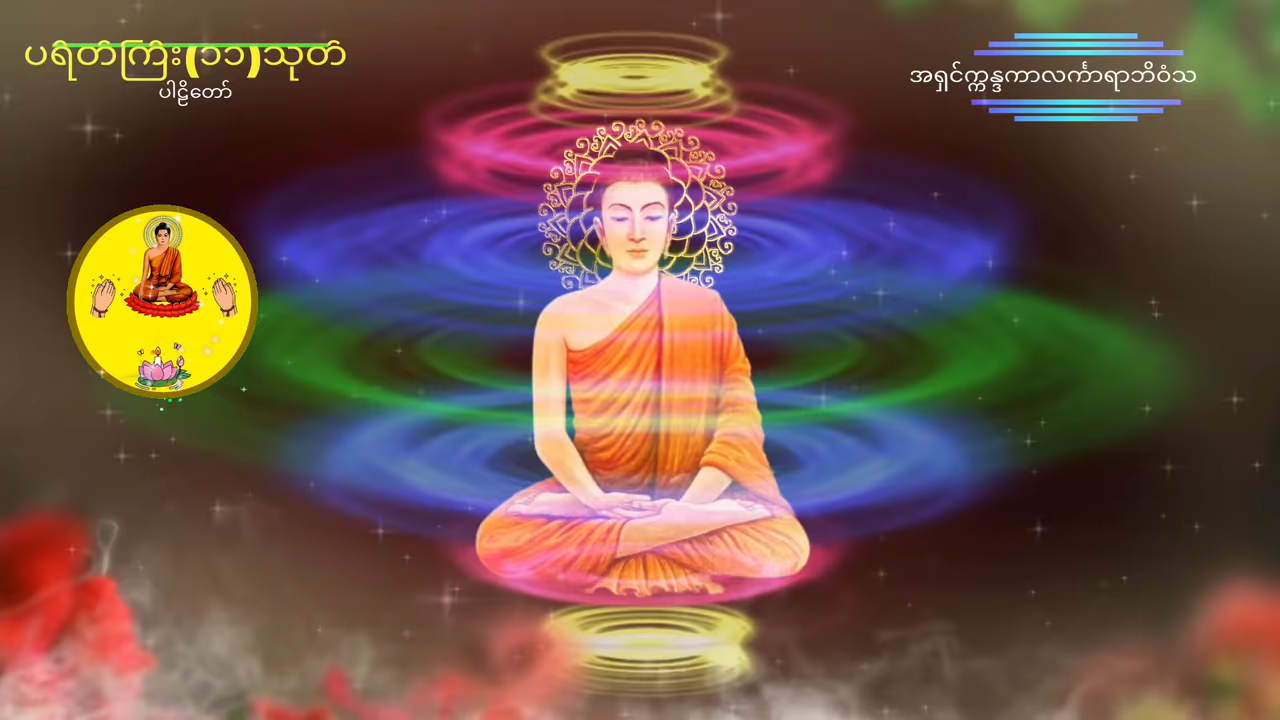 ပရိတ်ကြီး(၁၁)သုတ်
ပါဠိတော်
အရှင်ဣန္ဒကာလင်္ကာရာဘိဝံသ